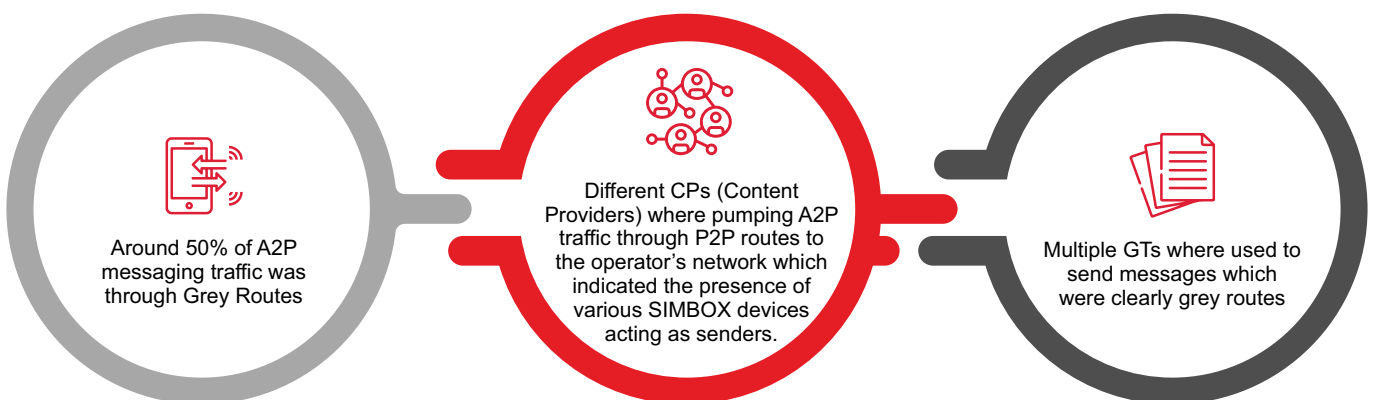 Around 50% of A2P
messaging traffic was
through Grey Routes
Different CPs (Content
Providers) where pumping A2P
traffic through P2P routes to
the operator’s network which
indicated the presence of
various SIMBOX devices
acting as senders.
Multiple GTs where used to
send messages which
were clearly grey routes